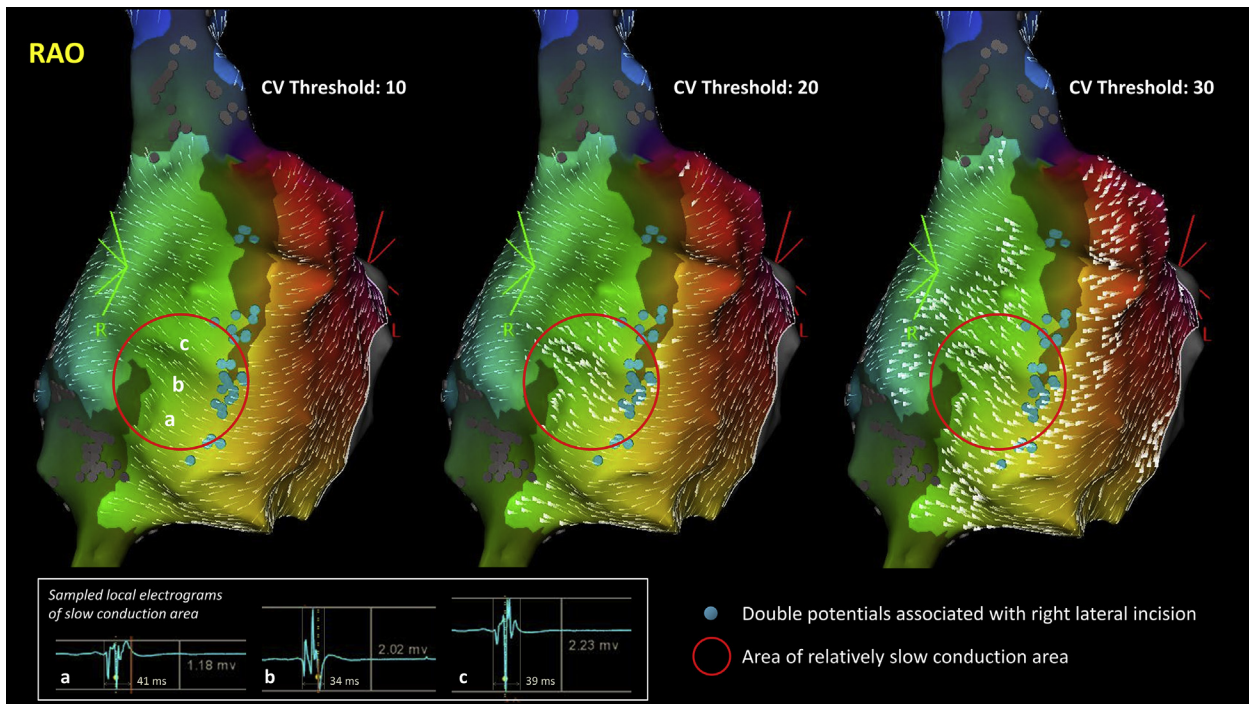 RAO
CV Threshold: 10
CV Threshold: 20
CV Threshold: 30
R
R
L
R
L
c
b
a
Sampled local electrograms
of slow conduction area
a
1.18 mv
41 ms
b
2.02 mv
34 ms
c
2.23 mv
39 ms
Double potentials associated with right lateral incision
Area of relatively slow conduction area